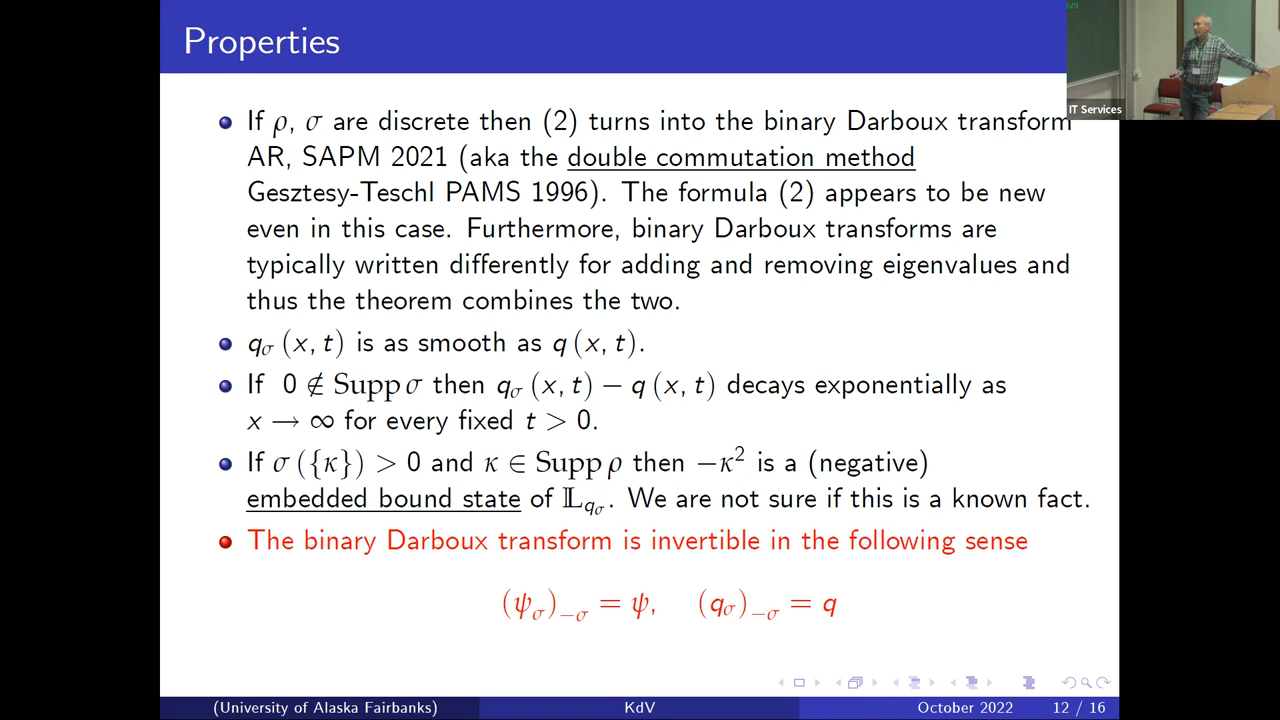 Properties
If ρ, σ are discrete then (2) turns into the binary Darboux transform
AR, SAPM 2021 (aka the double commutation method
Gesztesy-Teschl PAMS 1996). The formula (2) appears to be new
even in this case. Furthermore, binary Darboux transforms are
typically written differently for adding and removing eigenvalues and
thus the theorem combines the two.
q_σ (x, t) is as smooth as q (x, t).
If 0 ∉ Supp σ then q_σ (x, t) − q (x, t) decays exponentially as
x → ∞ for every fixed t > 0.
If σ ({κ}) > 0 and κ ∈ Supp ρ then −κ² is a (negative)
embedded bound state of 𝕃_{q_σ}. We are not sure if this is a known fact.
The binary Darboux transform is invertible in the following sense
(ψ_σ)_{−σ} = ψ, (q_σ)_{−σ} = q
IT Services
(University of Alaska Fairbanks) KdV October 2022 12 / 16